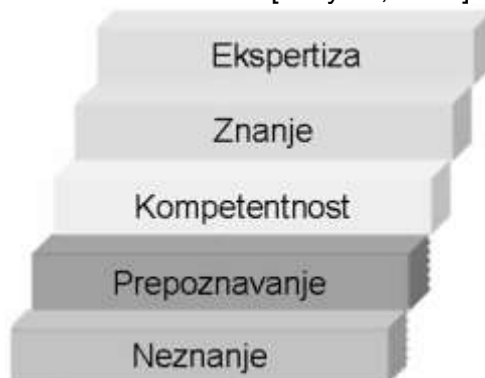 Ekspertiza
Znanje
Kompetentnost
Prepoznavanje
Neznanje